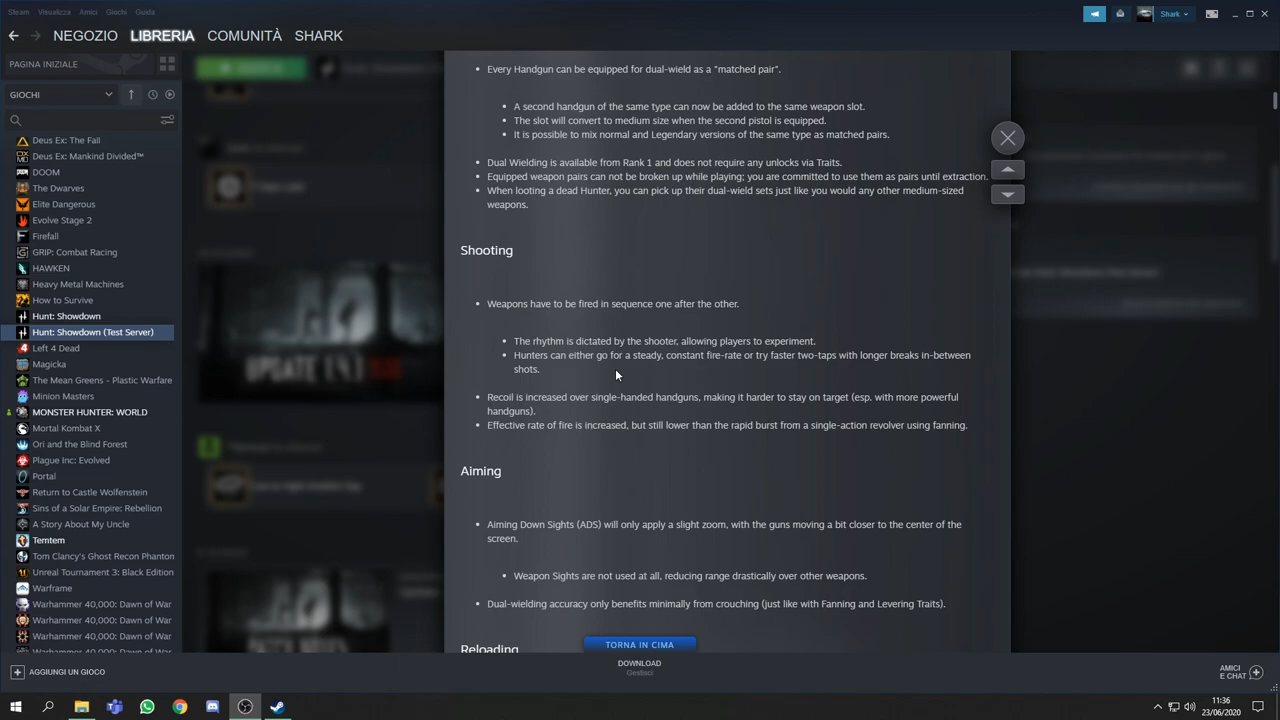 Steam Visualizza Amici Giochi Guida
Shark
NEGOZIO LIBRERIA COMUNITÀ SHARK
PAGINA INIZIALE
GIOCHI
Deus Ex: The Fall
Deus Ex: Mankind Divided™
DOOM
The Dwarves
Elite Dangerous
Evolve Stage 2
Firefall
GRIP: Combat Racing
HAWKEN
Heavy Metal Machines
How to Survive
Hunt: Showdown
Hunt: Showdown (Test Server)
Left 4 Dead
Magicka
The Mean Greens - Plastic Warfare
Minion Masters
MONSTER HUNTER: WORLD
Mortal Kombat X
Ori and the Blind Forest
Plague Inc: Evolved
Portal
Return to Castle Wolfenstein
Sins of a Solar Empire: Rebellion
A Story About My Uncle
Temtem
Tom Clancy's Ghost Recon Phanton
Unreal Tournament 3: Black Edition
Warframe
Warhammer 40,000: Dawn of War
Warhammer 40,000: Dawn of War
Warhammer 40,000: Dawn of War
Warhammer 40,000: Dawn of War
AGGIUNGI UN GIOCO
Every Handgun can be equipped for dual-wield as a "matched pair".
A second handgun of the same type can now be added to the same weapon slot.
The slot will convert to medium size when the second pistol is equipped.
It is possible to mix normal and Legendary versions of the same type as matched pairs.
Dual Wielding is available from Rank 1 and does not require any unlocks via Traits.
Equipped weapon pairs can not be broken up while playing; you are committed to use them as pairs until extraction.
When looting a dead Hunter, you can pick up their dual-wield sets just like you would any other medium-sized
weapons.
Shooting
Weapons have to be fired in sequence one after the other.
The rhythm is dictated by the shooter, allowing players to experiment.
Hunters can either go for a steady, constant fire-rate or try faster two-taps with longer breaks in-between
shots.
Recoil is increased over single-handed handguns, making it harder to stay on target (esp. with more powerful
handguns).
Effective rate of fire is increased, but still lower than the rapid burst from a single-action revolver using fanning.
Aiming
Aiming Down Sights (ADS) will only apply a slight zoom, with the guns moving a bit closer to the center of the
screen.
Weapon Sights are not used at all, reducing range drastically over other weapons.
Dual-wielding accuracy only benefits minimally from crouching (just like with Fanning and Levering Traits).
Reloading
TORNA IN CIMA
DOWNLOAD
Gestisci
AMICI
E CHAT
11:36
23/06/2020